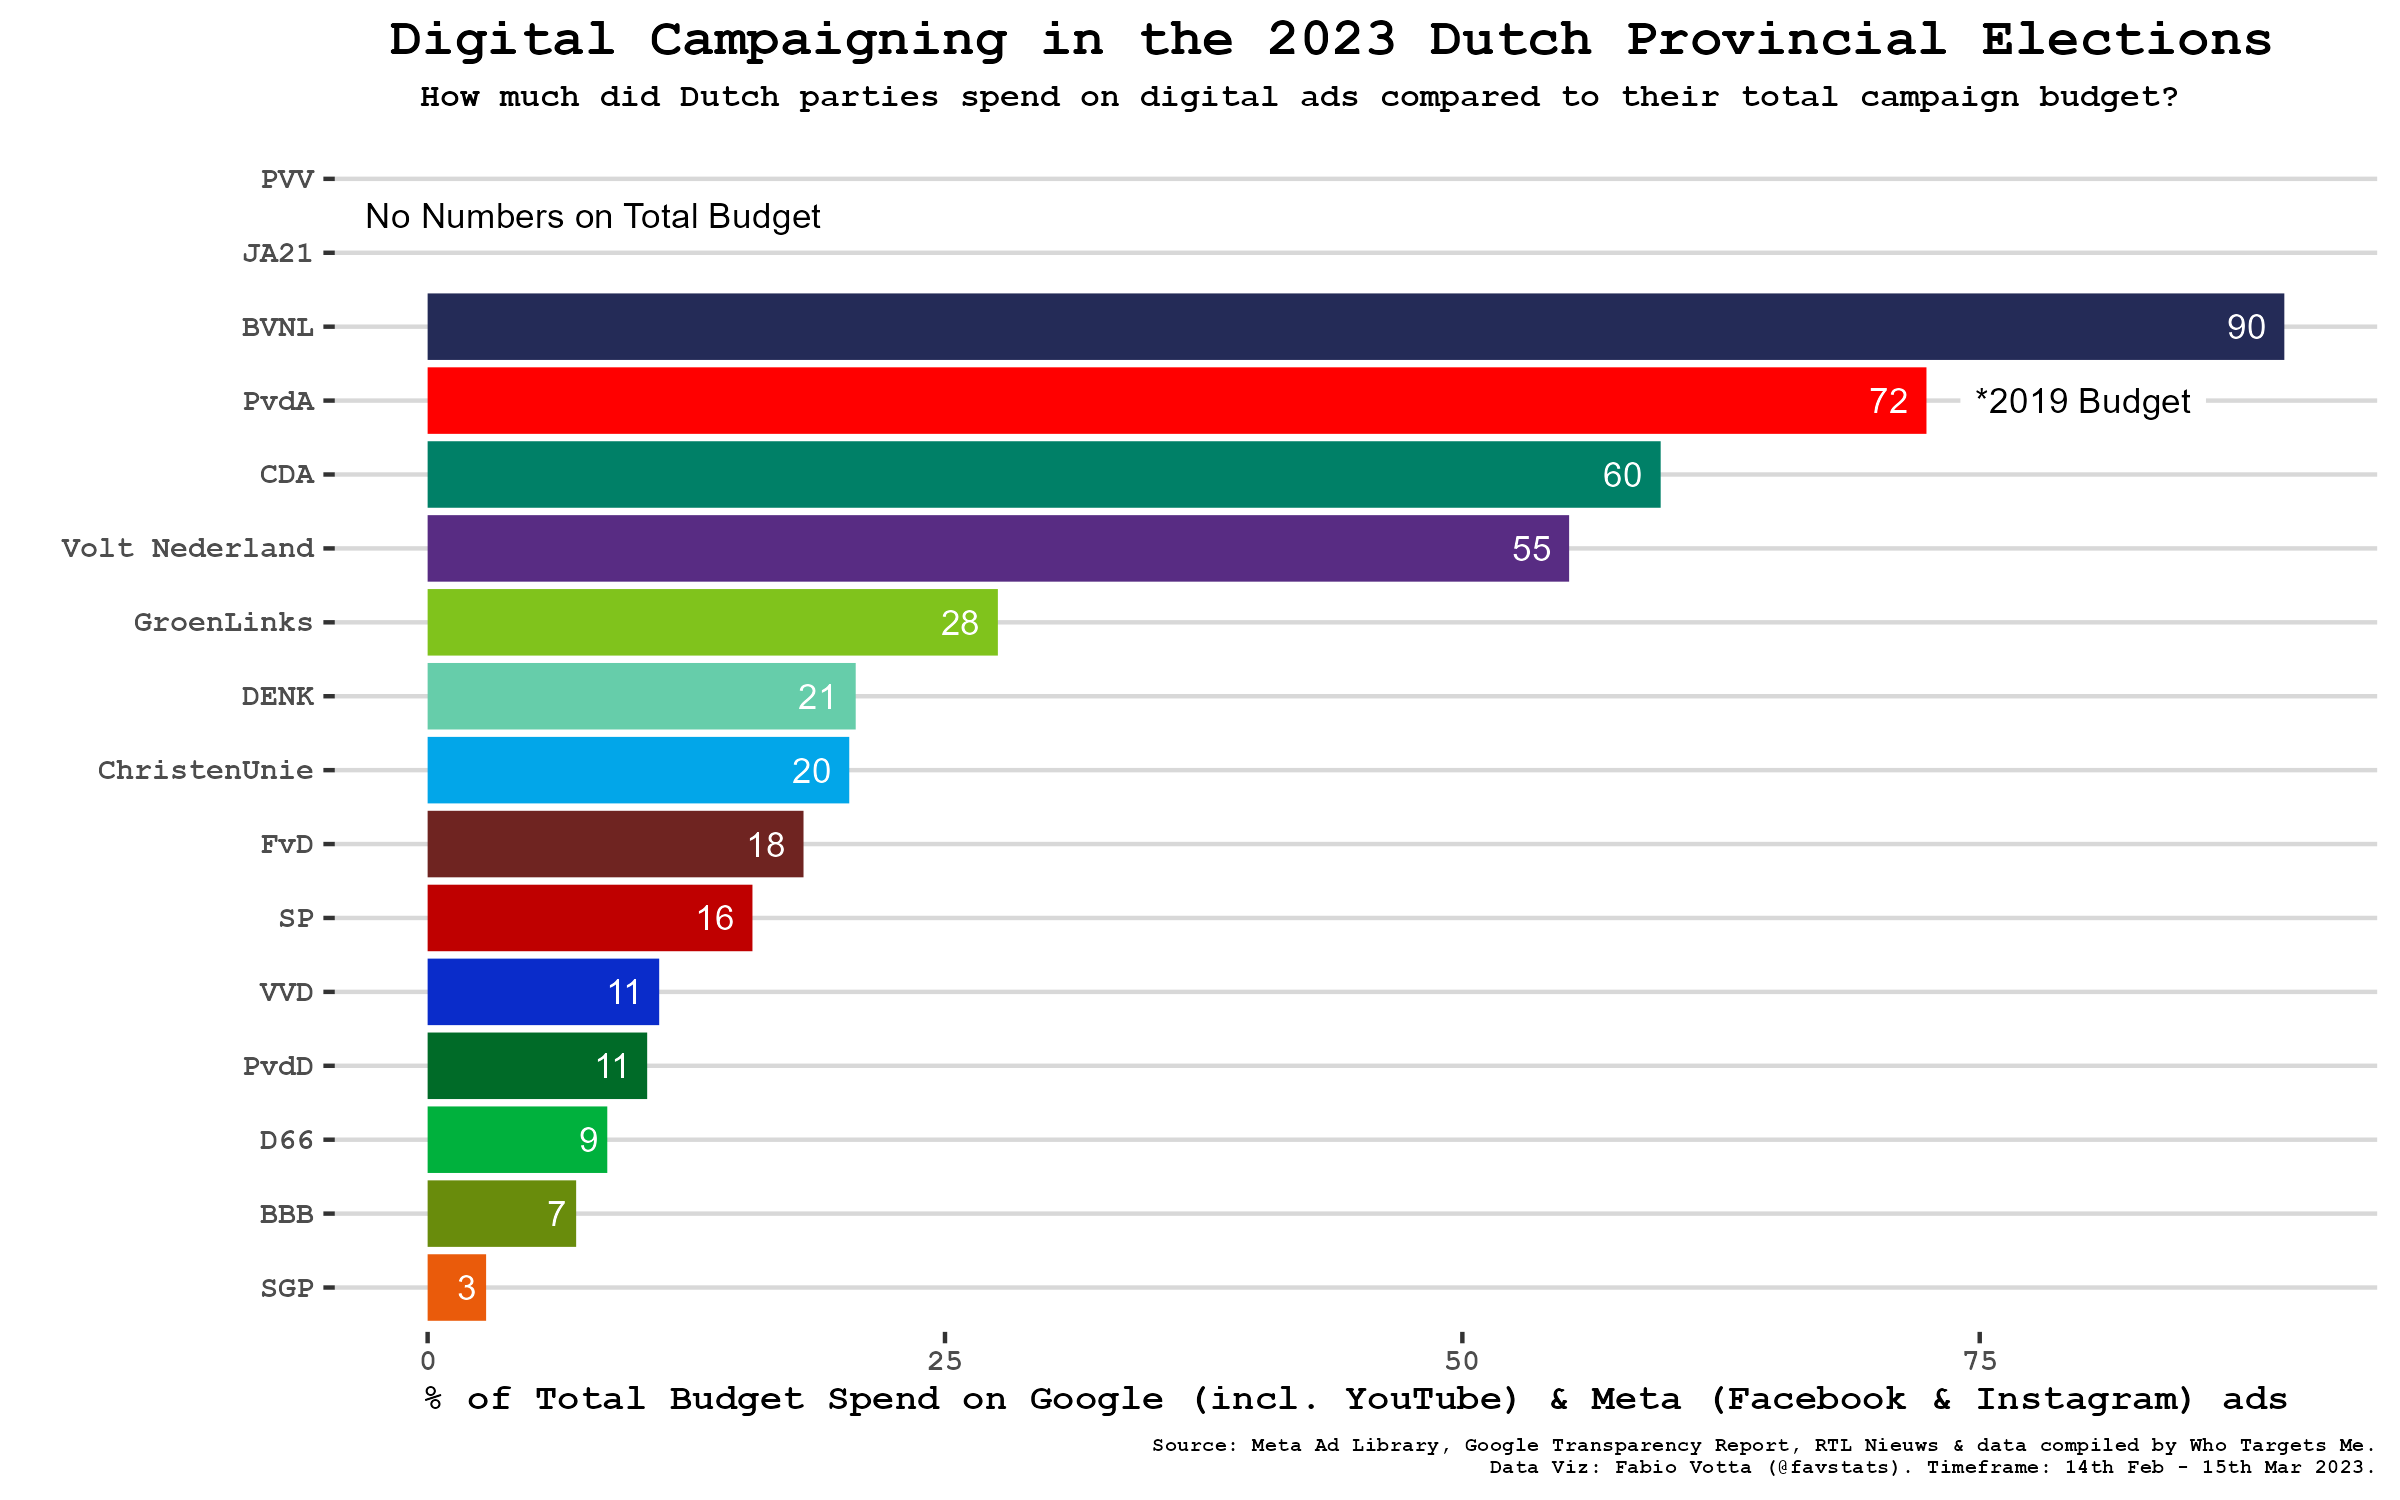 Digital Campaigning in the 2023 Dutch Provincial Elections
How much did Dutch parties spend on digital ads compared to their total campaign budget?
PVV
No Numbers on Total Budget
JA21
BVNL 90
PvdA 72 *2019 Budget
CDA 60
Volt Nederland 55
GroenLinks 28
DENK 21
ChristenUnie 20
FvD 18
SP 16
VVD 11
PvdD 11
D66 9
BBB 7
SGP 3
0 25 50 75
% of Total Budget Spend on Google (incl. YouTube) & Meta (Facebook & Instagram) ads
Source: Meta Ad Library, Google Transparency Report, RTL Nieuws & data compiled by Who Targets Me.
Data Viz: Fabio Votta (@favstats). Timeframe: 14th Feb - 15th Mar 2023.